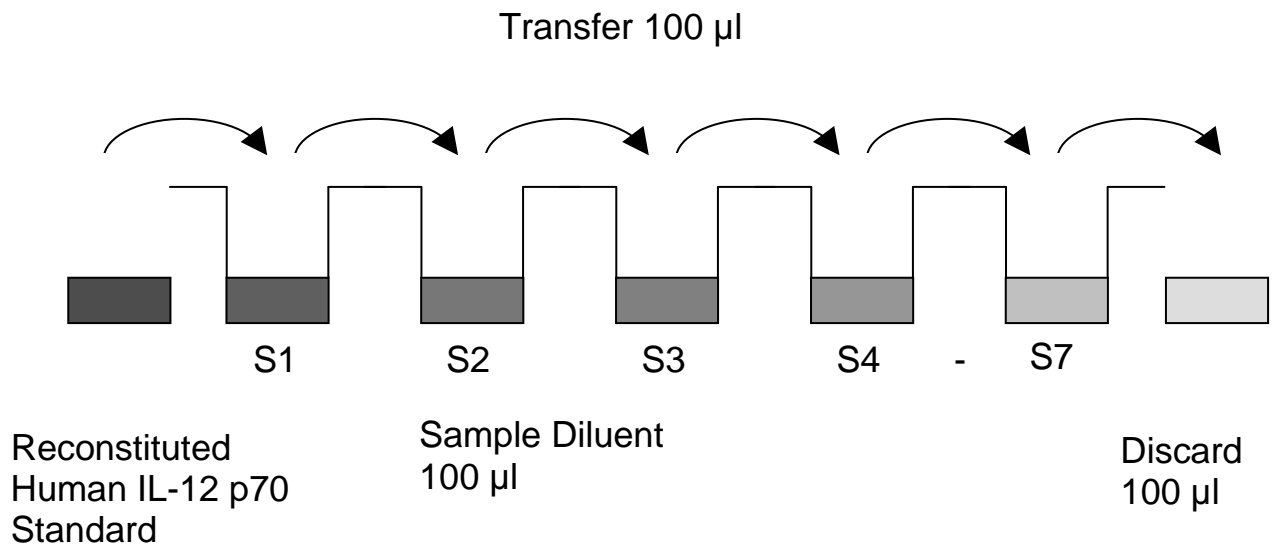 Transfer 100 µl
S1 S2 S3 S4 - S7
Reconstituted
Human IL-12 p70
Standard
Sample Diluent
100 µl
Discard
100 µl